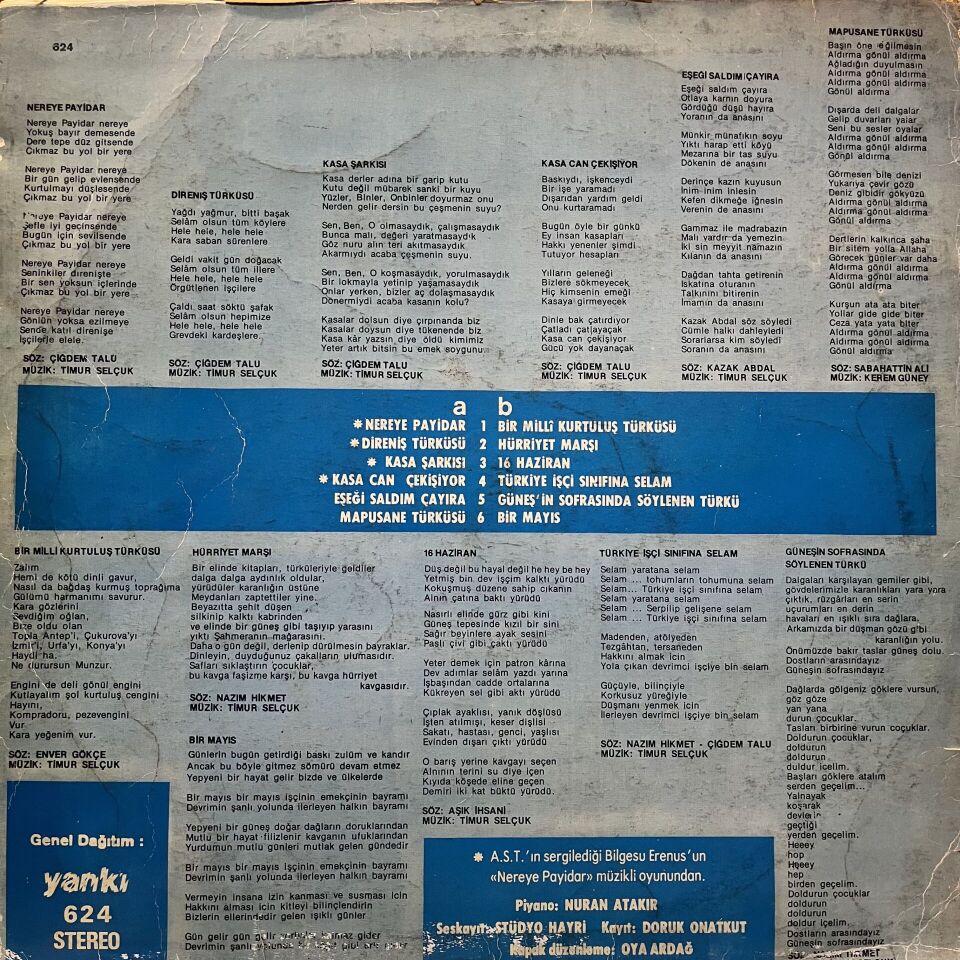 624
NEREYE PAYİDAR
Nereye Payidar nereye
Yokuş bayır demesende
Dere tepe düz gitsende
Çıkmaz bu yol bir yere
Nereye Payidar nereye
Bir gün gelip evlensende
Kurtulmayı düşlesende
Çıkmaz bu yol bir yere
Payidar nereye
Şefle iyi geçinsende
Bugün için sevilsende
Çıkmaz bu yol bir yere
Nereye Payidar nereye
Seninkiler direnişte
Bir sen yoksun içlerinde
Çıkmaz bu yol bir yere
Nereye Payidar nereye
Gönlün yoksa ezilmeye
Sende katıl direnişe
İşçilerle elele.
SÖZ: ÇİĞDEM TALU
MÜZİK: TİMUR SELÇUK
DİRENİŞ TÜRKÜSÜ
Yağdı yağmur, bitti başak
Selâm olsun tüm köylere
Hele hele, hele hele
Kara saban sürenlere
Geldi vakit gün doğacak
Selâm olsun tüm illere
Hele hele, hele hele
Örgütlenen işçilere
Çaldı saat söktü şafak
Selâm olsun hepimize
Hele hele, hele hele
Grevdeki kardeşlere.
SÖZ: ÇİĞDEM TALU
MÜZİK: TİMUR SELÇUK
KASA ŞARKISI
Kasa derler adına bir garip kutu
Kutu değil mübarek sanki bir kuyu
Yüzler, Binler, Onbinler doyurmaz onu
Nerden gelir dersin bu çeşmenin suyu?
Sen, Ben, O olmasaydık, çalışmasaydık
Bunca malı, değeri yaratmasaydık
Göz nuru alın teri akıtmasaydık
Akarmıydı acaba çeşmenin suyu.
Sen, Ben, O koşmasaydık, yorulmasaydık
Bir lokmayla yetinip yaşamasaydık
Onlar yerken, bizler aç dolaşmasaydık
Dönermiydi acaba kasanın kolu?
Kasalar dolsun diye çırpınanda biz
Kasalar doysun diye tükenende biz
Kasa kâr yazsın diye öldü kimimiz
Yeter artık bitsin bu emek soygunu.
SÖZ: ÇİĞDEM TALU
MÜZİK: TİMUR SELÇUK
KASA CAN ÇEKİŞİYOR
Baskıydı, işkenceydi
Bir işe yaramadı
Dışarıdan yardım geldi
Onu kurtaramadı
Bugün öyle bir günkü
Ey insan kasapları
Hakkı yenenler şimdi
Tutuyor hesapları
Yılların geleneği
Bizlere sökmeyecek
Hiç kimsenin emeği
Kasaya girmeyecek
Dinle bak çatırdıyor
Çatladı çatlayacak
Kasa can çekişiyor
Gücü yok dayanaçak
SÖZ: ÇİĞDEM TALU
MÜZİK: TİMUR SELÇUK
EŞEĞİ SALDIM ÇAYIRA
Eşeği saldım çayıra
Otlaya karnın doyura
Gördüğü düşü hayıra
Yoranın da anasını
Münkir münafıkın soyu
Yıktı harap etti köyü
Mezarına bir tas suyu
Dökenin de anasını
Derinçe kazın kuyusun
İnim inim inlesin
Kefen dikmeğe iğnesin
Verenin de anasını
Gammaz ile madrabazın
Malı vardır da yemezin
İki sin meyyit namazın
Kılanın da anasını
Dağdan tahta getirenin
Iskatına oturanın
Talkının bitirenin
İmamın da anasını
Kazak Abdal söz söyledi
Cümle halkı dahleyledi
Sorarlarsa kim söyledi
Soranın da anasını
SÖZ: KAZAK ABDAL
MÜZİK: TİMUR SELÇUK
MAPUSANE TÜRKÜSÜ
Başın öne eğilmesin
Aldırma gönül aldırma
Ağladığın duyulmasın
Aldırma gönül aldırma
Aldırma gönül aldırma
Gönül aldırma
Dışarda deli dalgalar
Gelip duvarları yalar
Seni bu sesler oyalar
Aldırma gönül aldırma
Aldırma gönül aldırma
Gönül aldırma
Görmesen bile denizi
Yukarıya çevir gözü
Deniz gibidir gökyüzü
Aldırma gönül aldırma
Aldırma gönül aldırma
Gönül aldırma
Dertlerin kalkınca şaha
Bir sitem yolla Allaha
Görecek günler var daha
Aldırma gönül aldırma
Aldırma gönül aldırma
Gönül aldırma
Kurşun ata ata biter
Yollar gide gide biter
Ceza yata yata biter
Aldırma gönül aldırma
Aldırma gönül aldırma
Gönül aldırma
SÖZ: SABAHATTİN ALİ
MÜZİK: KEREM GÜNEY
a b
* NEREYE PAYİDAR 1 BİR MİLLÎ KURTULUŞ TÜRKÜSÜ
* DİRENİŞ TÜRKÜSÜ 2 HÜRRİYET MARŞI
* KASA ŞARKISI 3 16 HAZİRAN
* KASA CAN ÇEKİŞİYOR 4 TÜRKİYE İŞÇİ SINIFINA SELAM
EŞEĞİ SALDIM ÇAYIRA 5 GÜNEŞ'İN SOFRASINDA SÖYLENEN TÜRKÜ
MAPUSANE TÜRKÜSÜ 6 BİR MAYIS
BİR MİLLİ KURTULUŞ TÜRKÜSÜ
Zalim
Hemi de kötü dinli gavur,
Nasıl da bağdaş kurmuş toprağıma
Gülümü harmanımı savurur.
Kara gözlerini
Sevdiğim oğlan,
Bize oldu olan
Topla Antep'i, Çukurova'yı
İzmit'i, Urfa'yı, Konya'yı
Haydi ha.
Ne durursun Munzur.
Engini de deli gönül engini
Kutlayalım şol kurtuluş cengini
Hayını,
Kompradoru, pezevengini
Vur
Kara yeğenim vur.
SÖZ: ENVER GÖKÇE
MÜZİK: TİMUR SELÇUK
HÜRRİYET MARŞI
Bir elinde kitapları, türküleriyle geldiler
dalga dalga aydınlık oldular,
yürüdüler karanlığın üstüne
Meydanları zaptettiler yine.
Beyazıtta şehit düşen
silkinip kalktı kabrinden
ve elinde bir güneş gibi taşıyıp yarasını
yıktı Şahmeranın mağarasını.
Daha o gün değil, derlenip dürülmesin bayraklar.
Dinleyin, duyduğunuz çakalların ulumasıdır.
Safları sıklaştırın çocuklar,
bu kavga faşizme karşı, bu kavga hürriyet
kavgasıdır.
SÖZ: NAZIM HİKMET
MÜZİK: TİMUR SELÇUK
BİR MAYIS
Günlerin bugün getirdiği baskı zulüm ve kandır
Ancak bu böyle gitmez sömürü devam etmez
Yepyeni bir hayat gelir bizde ve ülkelerde
Bir mayıs bir mayıs işçinin emekçinin bayramı
Devrimin şanlı yolunda ilerleyen halkın bayramı
Yepyeni bir güneş doğar dağların doruklarından
Mutlu bir hayat filizlenir kavganın ufuklarından
Yurdumun mutlu günleri mutlak gelen gündedir
Bir mayıs bir mayıs işçinin emekçinin bayramı
Devrimin şanlı yolunda ilerleyen halkın bayramı
Vermeyin insana izin kanması ve susması için
Hakkını alması için kitleyi bilinçlendirin
Bizlerin ellerindedir gelen ışıklı günler
Gün gelir gün gelir gider
Devrimin şanlı
16 HAZİRAN
Düş değil bu hayal değil he hey be hey
Yetmiş bin dev işçim kalktı yürüdü
Kokuşmuş düzene sahip çıkanın
Alnın çatına baktı yürüdü
Nasırlı elinde gürz gibi kini
Güneş tepesinde kızıl bir sini
Sağır beyinlere ayak sesini
Paslı çivi gibi çaktı yürüdü
Yeter demek için patron kârına
Dev adımlar selâm yazdı yarına
İşbaşından cadde ortalarına
Kükreyen sel gibi aktı yürüdü
Çıplak ayaklısı, yanık döşlüsü
İşten atılmışı, keser dişlisi
Sakatı, hastası, genci, yaşlısı
Evinden dışarı çıktı yürüdü
O barış yerine kavgayı seçen
Alnının terini su diye içen
Kıyıda köşede eline geçen
Demiri iki kat büktü yürüdü.
SÖZ: AŞIK İHSANİ
MÜZİK: TİMUR SELÇUK
TÜRKİYE İŞÇİ SINIFINA SELAM
Selam yaratana selam
Selam ... tohumların tohumuna selam
Selam... Türkiye işçi sınıfına selam
Selam yaratana selam
Selam ... Serpilip gelişene selam
Selam ... Türkiye işçi sınıfına selam
Madenden, atölyeden
Tezgâhtan, tersaneden
Hakkını almak için
Yola çıkan devrimci işçiye bin selam
Güçüyle, bilinçiyle
Korkusuz yüreğiyle
Düşmanı yenmek için
İlerleyen devrimci işçiye bin selam
SÖZ: NAZIM HİKMET - ÇİĞDEM TALU
MÜZİK: TİMUR SELÇUK
GÜNEŞİN SOFRASINDA
SÖYLENEN TÜRKÜ
Dalgaları karşılayan gemiler gibi,
gövdelerimizle karanlıkları yara yara
çıktık, rüzgârları en serin
uçurumları en derin
havaları en ışıklı sıra dağlara.
Arkamızda bir düşman gözü gibi
karanlığın yolu.
Önümüzde bakır taslar güneş dolu.
Dostların arasındayız
Güneşin sofrasındayız
Dağlarda gölgeniz göklere vursun,
göz göze
yan yana
durun çocuklar.
Tasları birbirine vurun çocuklar.
Doldurun çocuklar,
doldurun
doldurun
doldur içelim.
Başları göklere atalım
serden geçelim...
Yalnayak
koşarak
devlerin
geçtiği
yerden geçelim.
Heeey
hop
Heeey
hep
birden geçelim.
Doldurun çocuklar
doldurun
doldurun
doldur içelim.
Dostların arasındayız
Güneşin sofrasındayız
SÖZ: HİKMET
Genel Dağıtım :
yankı
624
STEREO
* A.S.T.'ın sergilediği Bilgesu Erenus'un
«Nereye Payidar» müzikli oyunundan.
Piyano: NURAN ATAKIR
Seskayıt: STÜDYO HAYRİ Kayıt: DORUK ONATKUT
Kapak düzenleme: OYA ARDAĞ